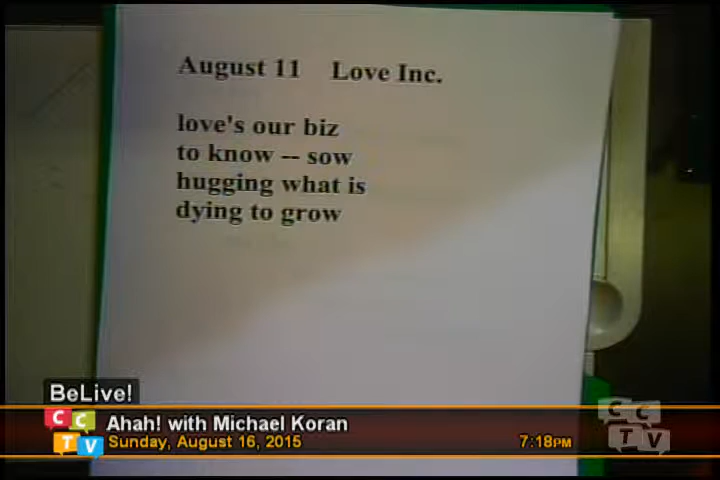 August 11 Love Inc.
love's our biz
to know -- sow
hugging what is
dying to grow
BeLive!
CCTV
Ahah! with Michael Koran
Sunday, August 16, 2015
7:18PM
CCTV